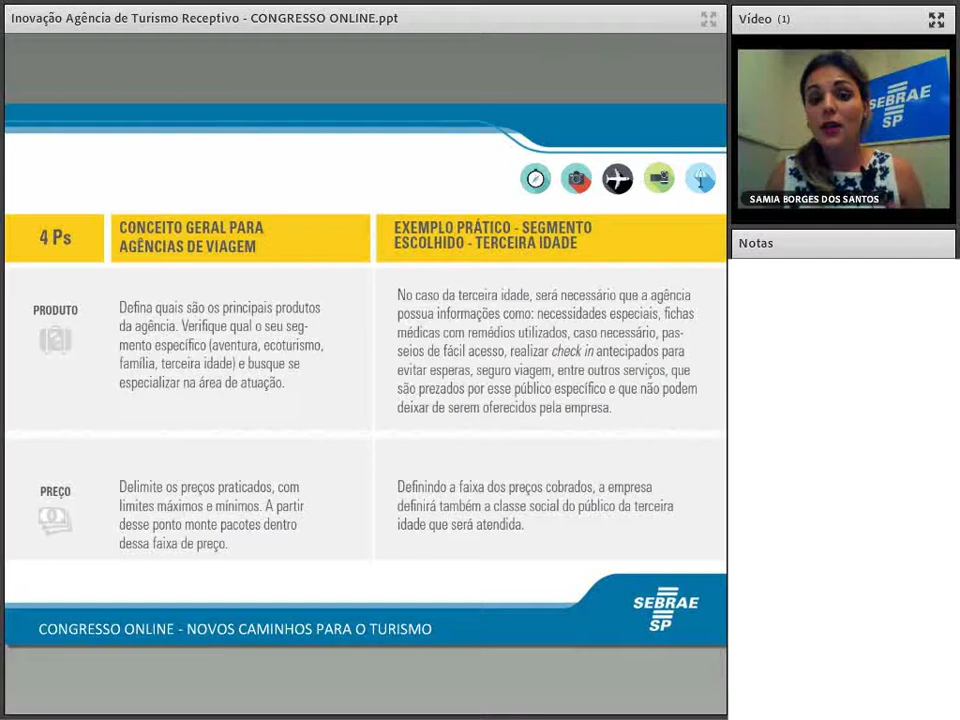 Inovação Agência de Turismo Receptivo - CONGRESSO ONLINE.ppt
Vídeo (1)
SEBRAE
SP
SAMIA BORGES DOS SANTOS
Notas
4 Ps
CONCEITO GERAL PARA
AGÊNCIAS DE VIAGEM
EXEMPLO PRÁTICO - SEGMENTO
ESCOLHIDO - TERCEIRA IDADE
PRODUTO
Defina quais são os principais produtos
da agência. Verifique qual o seu seg-
mento específico (aventura, ecoturismo,
família, terceira idade) e busque se
especializar na área de atuação.
No caso da terceira idade, será necessário que a agência
possua informações como: necessidades especiais, fichas
médicas com remédios utilizados, caso necessário, pas-
seios de fácil acesso, realizar check in antecipados para
evitar esperas, seguro viagem, entre outros serviços, que
são prezados por esse público específico e que não podem
deixar de serem oferecidos pela empresa.
PREÇO
Delimite os preços praticados, com
limites máximos e mínimos. A partir
desse ponto monte pacotes dentro
dessa faixa de preço.
Definindo a faixa dos preços cobrados, a empresa
definirá também a classe social do público da terceira
idade que será atendida.
CONGRESSO ONLINE - NOVOS CAMINHOS PARA O TURISMO
SEBRAE
SP